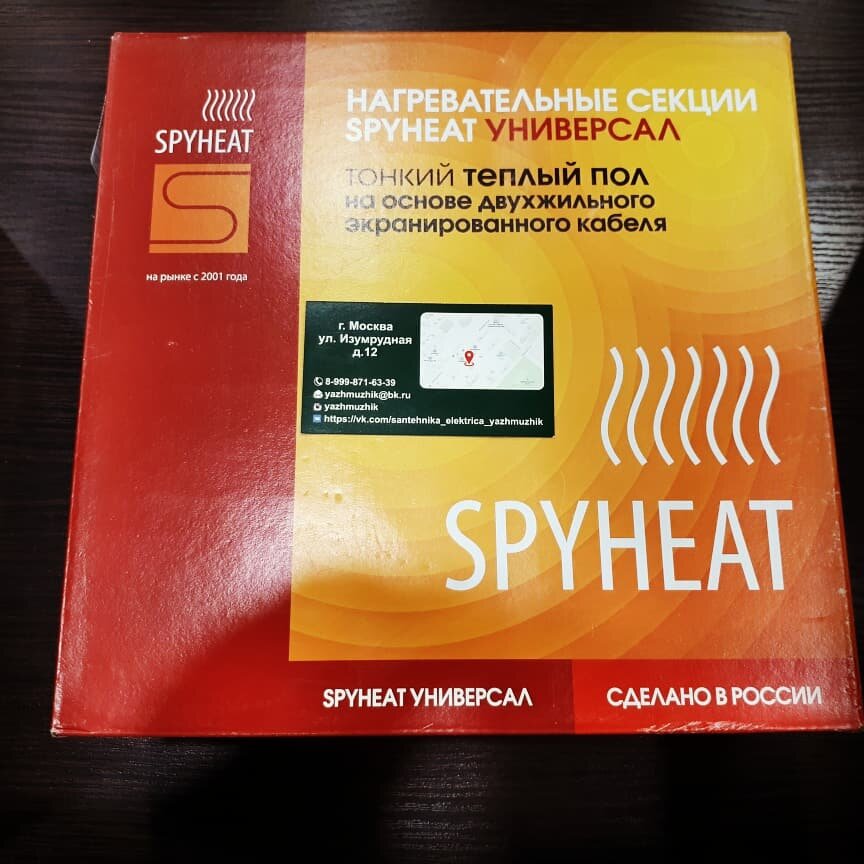 SPYHEAT
на рынке с 2001 года
НАГРЕВАТЕЛЬНЫЕ СЕКЦИИ
SPYHEAT УНИВЕРСАЛ
ТОНКИЙ ТЕПЛЫЙ ПОЛ
на основе двухжильного
экранированного кабеля
г. Москва
ул. Изумрудная
д.12
8-999-871-63-39
yazhmuzhik@bk.ru
yazhmuzhik
https://vk.com/santehnika_elektrica_yazhmuzhik
SPYHEAT
SPYHEAT УНИВЕРСАЛ
СДЕЛАНО В РОССИИ